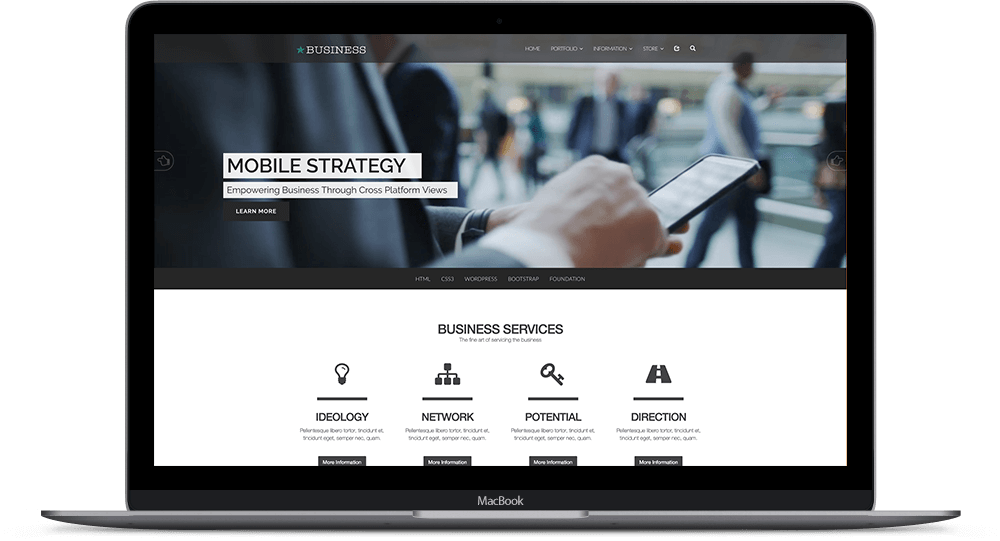 BUSINESS
HOME PORTFOLIO INFORMATION STORE
MOBILE STRATEGY
Empowering Business Through Cross Platform Views
LEARN MORE
HTML CSS3 WORDPRESS BOOTSTRAP FOUNDATION
BUSINESS SERVICES
The fine art of servicing the business
IDEOLOGY NETWORK POTENTIAL DIRECTION
Pellentesque libero tortor, tincidunt et, Pellentesque libero tortor, tincidunt et, Pellentesque libero tortor, tincidunt et, Pellentesque libero tortor, tincidunt et,
tincidunt eget, semper nec, quam. tincidunt eget, semper nec, quam. tincidunt eget, semper nec, quam. tincidunt eget, semper nec, quam.
More Information More Information More Information More Information
MacBook